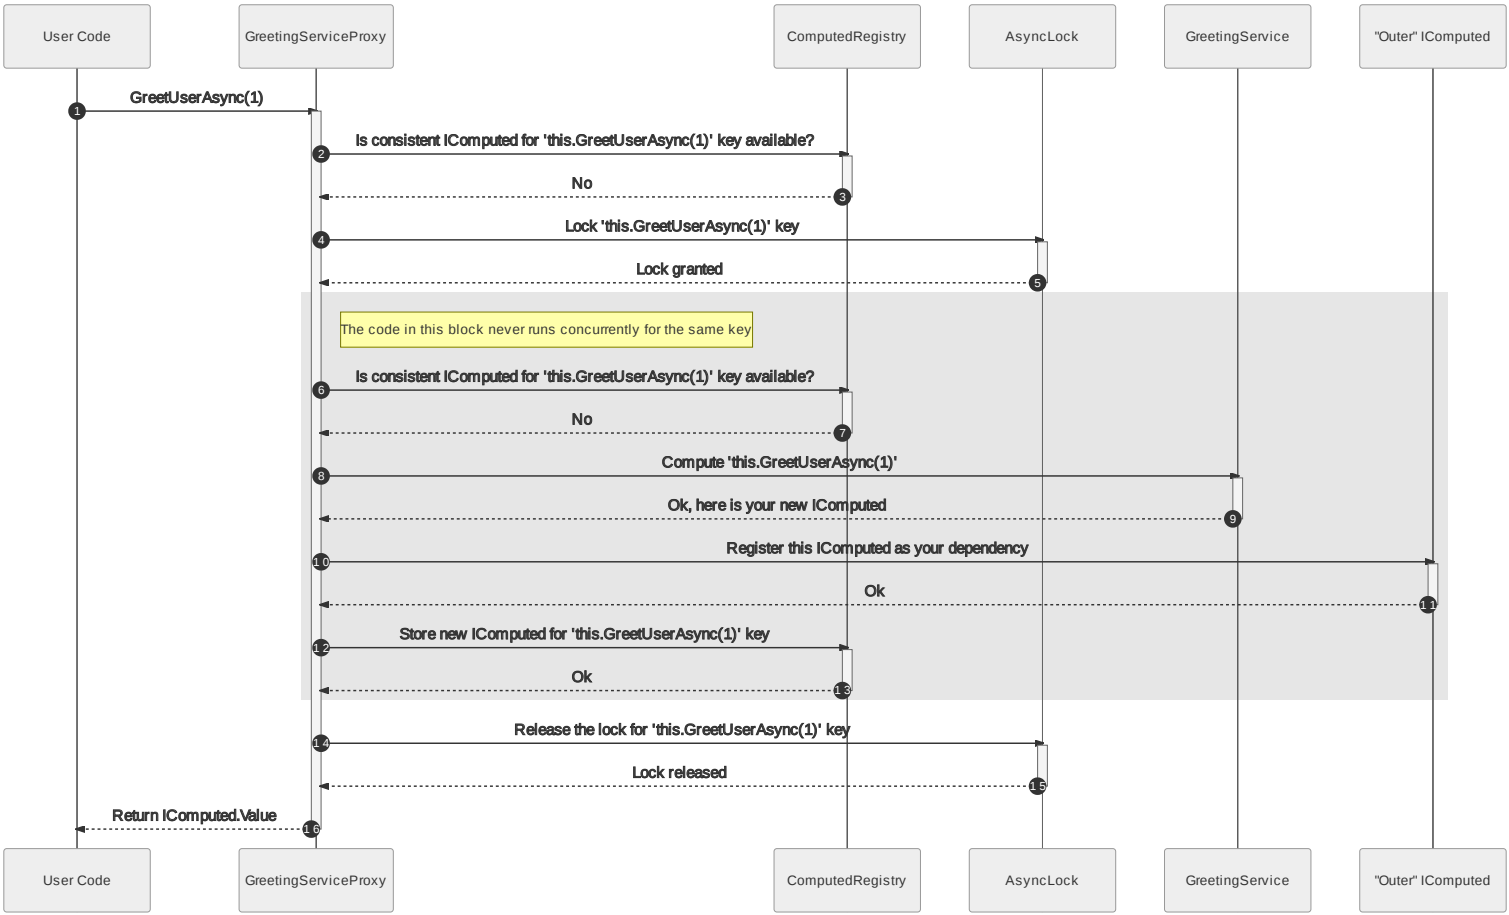 User Code
GreetingServiceProxy
ComputedRegistry
AsyncLock
GreetingService
"Outer" IComputed
GreetUserAsync(1)
1
Is consistent IComputed for 'this.GreetUserAsync(1)' key available?
2
No
3
Lock 'this.GreetUserAsync(1)' key
4
Lock granted
5
The code in this block never runs concurrently for the same key
Is consistent IComputed for 'this.GreetUserAsync(1)' key available?
6
No
7
Compute 'this.GreetUserAsync(1)'
8
Ok, here is your new IComputed
9
Register this IComputed as your dependency
10
Ok
11
Store new IComputed for 'this.GreetUserAsync(1)' key
12
Ok
13
Release the lock for 'this.GreetUserAsync(1)' key
14
Lock released
15
Return IComputed.Value
16
User Code
GreetingServiceProxy
ComputedRegistry
AsyncLock
GreetingService
"Outer" IComputed